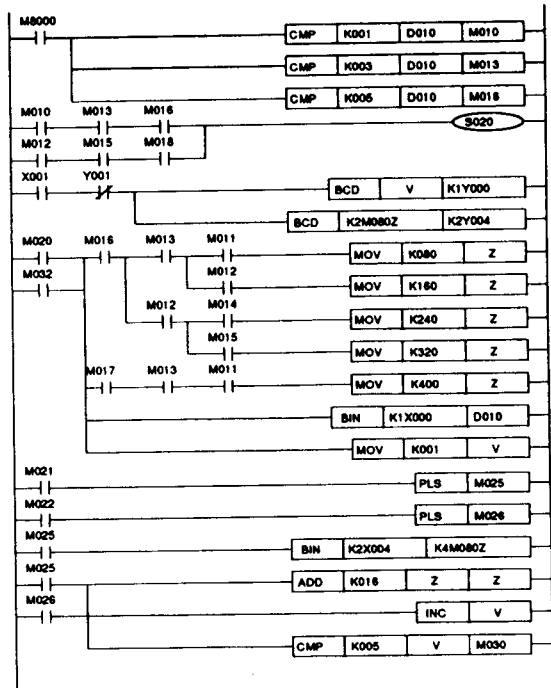 M8000
CMP K001 D010 M010
CMP K003 D010 M013
CMP K005 D010 M016
M010 M013 M016
S020
M012 M015 M018
X001 Y001
BCD V K1Y000
BCD K2M080Z K2Y004
M020 M016 M013 M011
MOV K080 Z
M032 M012
MOV K160 Z
M012 M014
MOV K240 Z
M015
MOV K320 Z
M017 M013 M011
MOV K400 Z
BIN K1X000 D010
MOV K001 V
M021
PLS M025
M022
PLS M026
M025
BIN K2X004 K4M080Z
M025
ADD K016 Z Z
M026
INC V
CMP K005 V M030